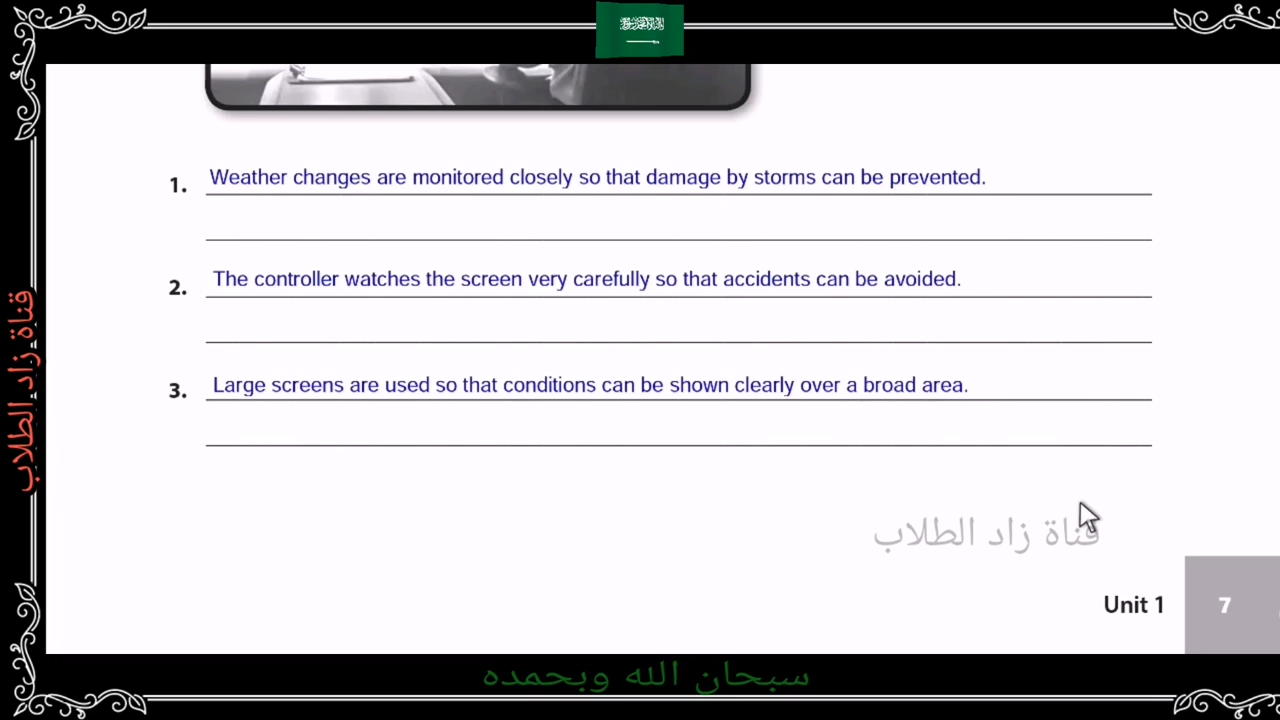 1. Weather changes are monitored closely so that damage by storms can be prevented.
2. The controller watches the screen very carefully so that accidents can be avoided.
3. Large screens are used so that conditions can be shown clearly over a broad area.
قناة زاد الطلاب
قناة زاد الطلاب
Unit 1 7
سبحان الله وبحمده